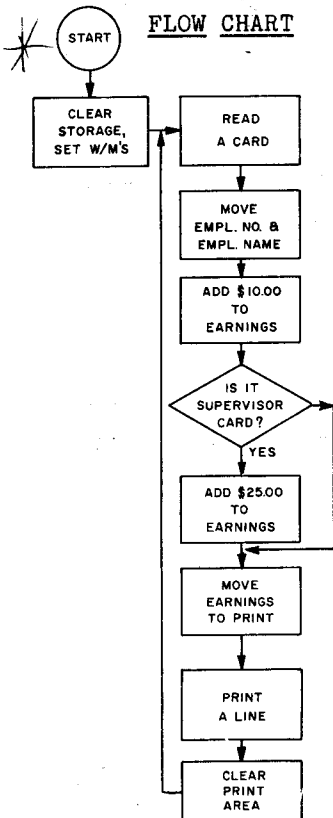 FLOW CHART
START
CLEAR
STORAGE,
SET W/M'S
READ
A CARD
MOVE
EMPL. NO. &
EMPL. NAME
ADD $10.00
TO
EARNINGS
IS IT
SUPERVISOR
CARD?
YES
ADD $25.00
TO
EARNINGS
MOVE
EARNINGS
TO PRINT
PRINT
A LINE
CLEAR
PRINT
AREA